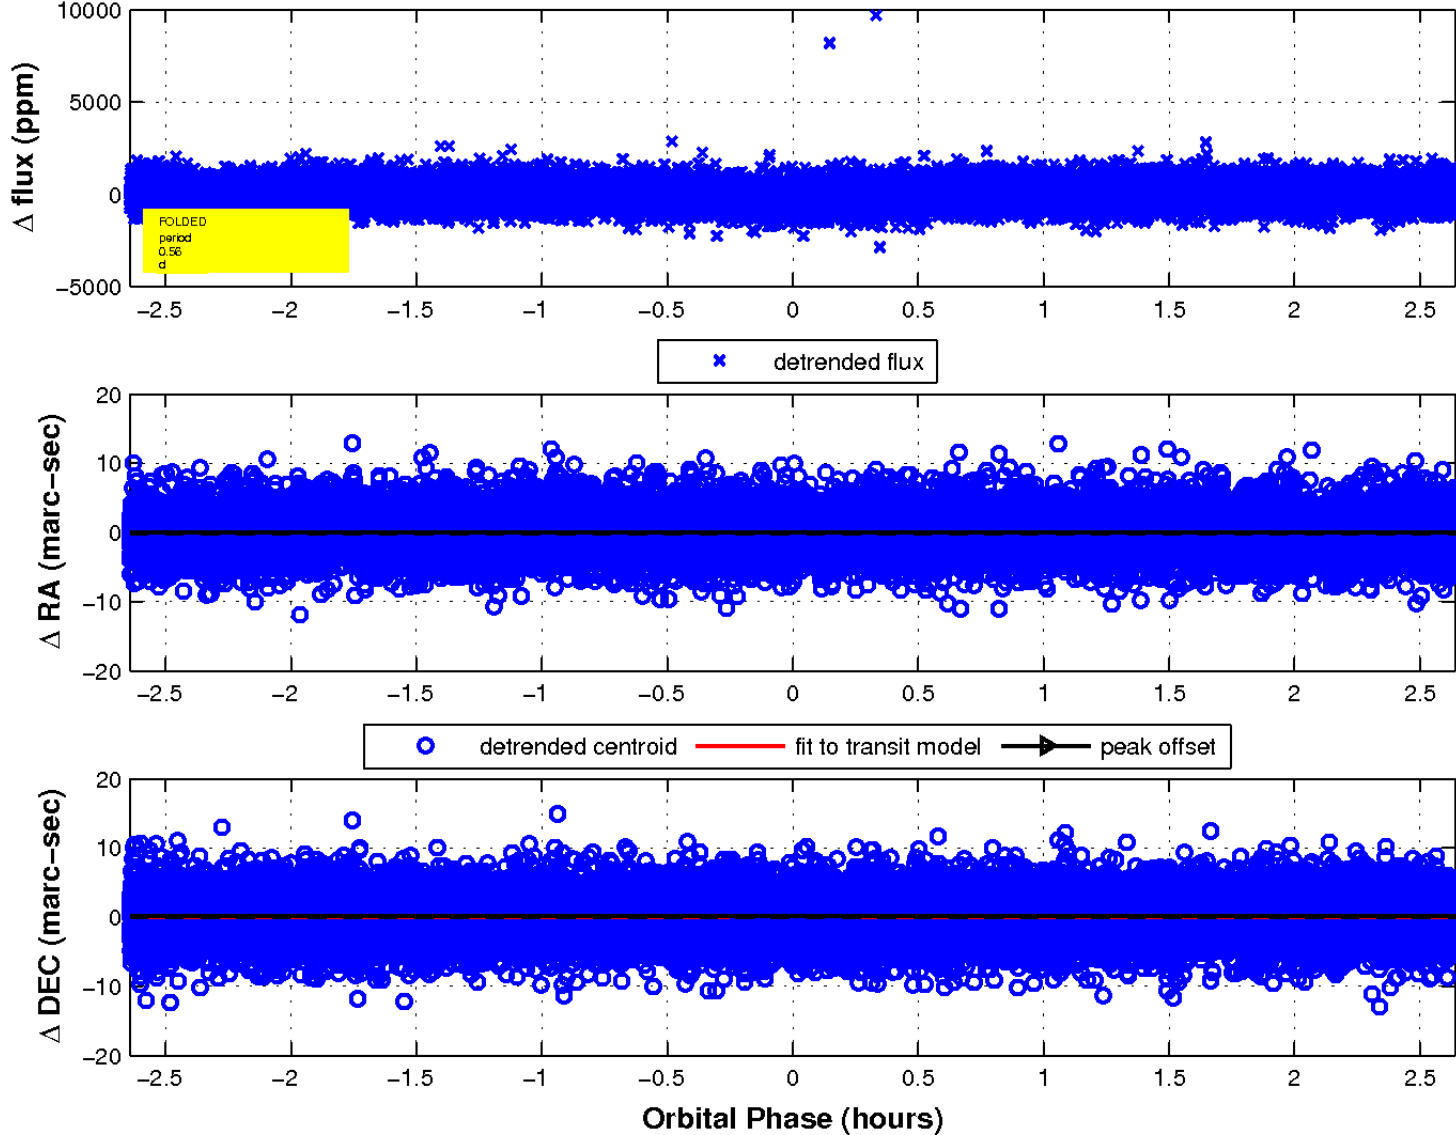 10000
5000
0
−5000
Δ flux (ppm)
FOLDED
period
0.56
d
−2.5 −2 −1.5 −1 −0.5 0 0.5 1 1.5 2 2.5
detrended flux
20
10
0
−10
−20
Δ RA (marc−sec)
−2.5 −2 −1.5 −1 −0.5 0 0.5 1 1.5 2 2.5
detrended centroid fit to transit model peak offset
20
10
0
−10
−20
Δ DEC (marc−sec)
−2.5 −2 −1.5 −1 −0.5 0 0.5 1 1.5 2 2.5
Orbital Phase (hours)